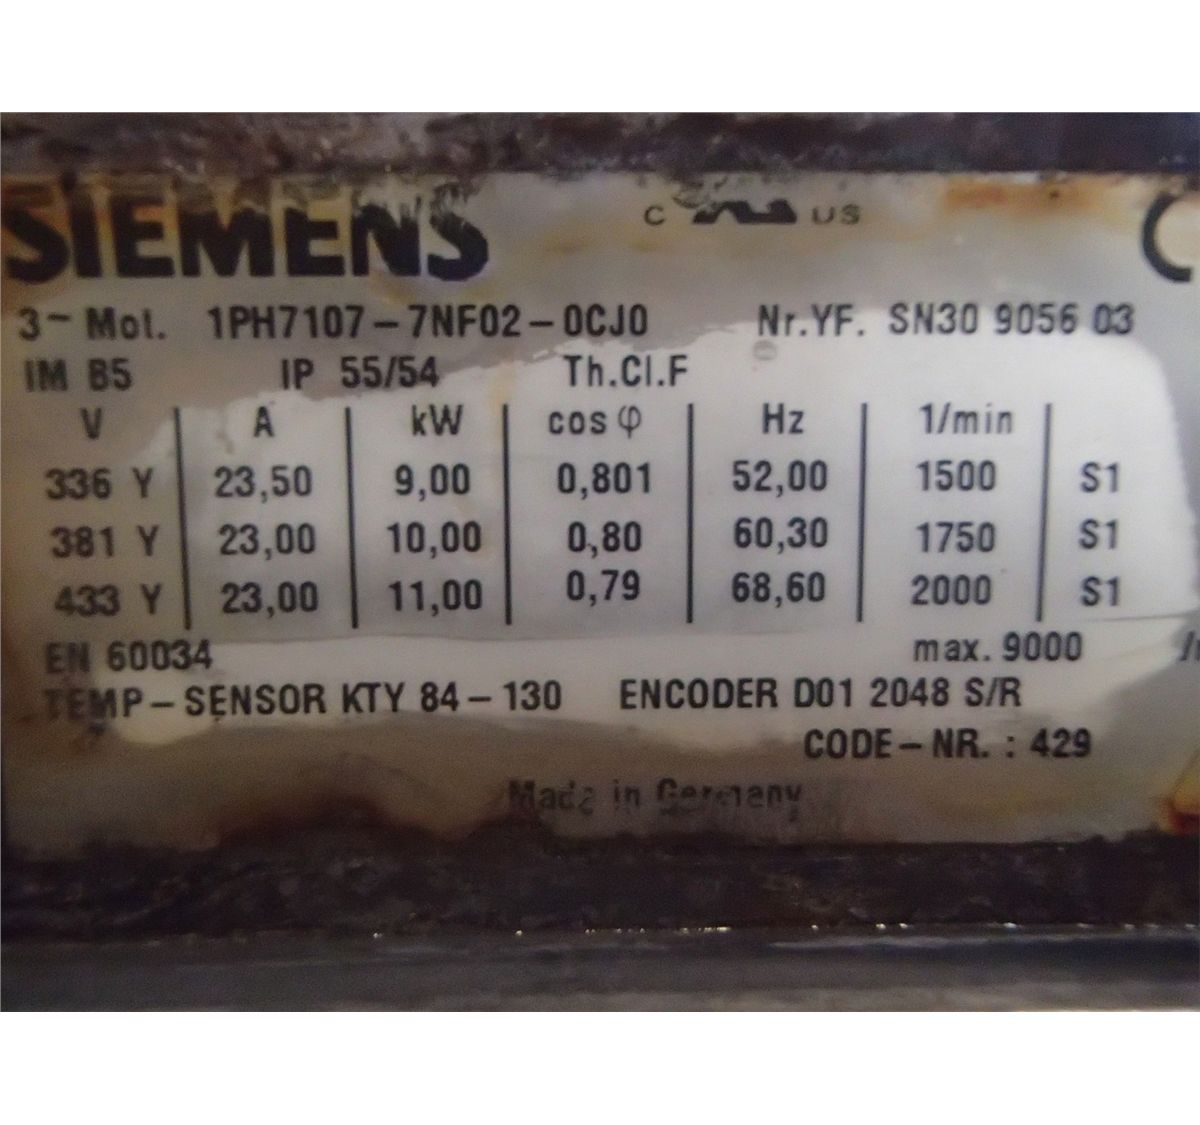 SIEMENS
C US
3~ Mot. 1PH7107-7NF02-0CJ0 Nr.YF. SN30 9056 03
IM B5 IP 55/54 Th.Cl.F
V A kW cos φ Hz 1/min
336 Y 23,50 9,00 0,801 52,00 1500 S1
381 Y 23,00 10,00 0,80 60,30 1750 S1
433 Y 23,00 11,00 0,79 68,60 2000 S1
EN 60034 max. 9000
TEMP-SENSOR KTY 84-130 ENCODER D01 2048 S/R
CODE-NR. : 429
Made in Germany